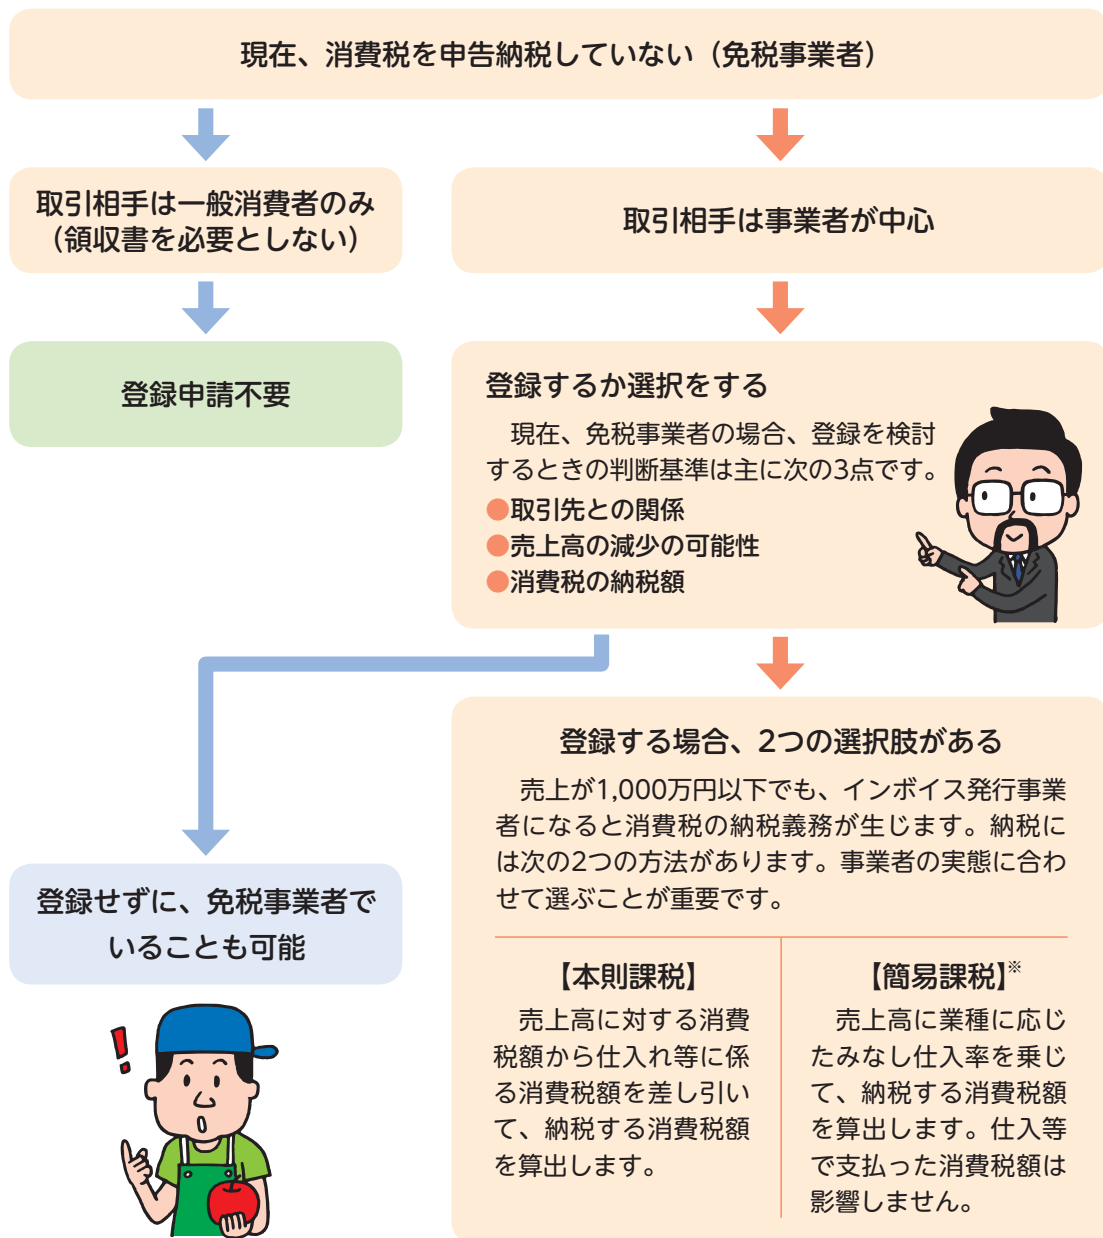 現在、消費税を申告納税していない（免税事業者）
取引相手は一般消費者のみ
（領収書を必要としない）
取引相手は事業者が中心
登録申請不要
登録するか選択をする
現在、免税事業者の場合、登録を検討
するときの判断基準は主に次の3点です。
●取引先との関係
●売上高の減少の可能性
●消費税の納税額
登録せずに、免税事業者で
いることも可能
登録する場合、2つの選択肢がある
売上が1,000万円以下でも、インボイス発行事業
者になると消費税の納税義務が生じます。納税に
は次の2つの方法があります。事業者の実態に合わ
せて選ぶことが重要です。
【本則課税】
売上高に対する消費
税額から仕入れ等に係
る消費税額を差し引い
て、納税する消費税額
を算出します。
【簡易課税】※
売上高に業種に応じ
たみなし仕入率を乗じ
て、納税する消費税額
を算出します。仕入等
で支払った消費税額は
影響しません。